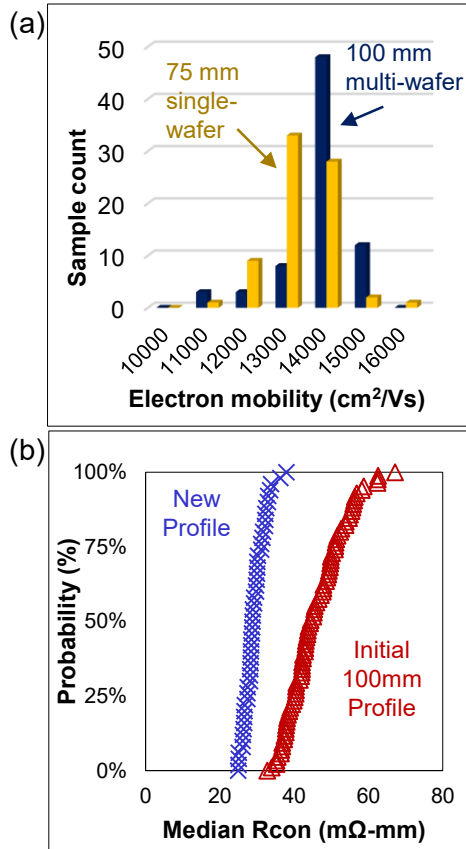 (a)
50
40
30
20
10
0
Sample count
75 mm
single-
wafer
100 mm
multi-wafer
10000
11000
12000
13000
14000
15000
16000
Electron mobility (cm²/Vs)
(b)
100%
75%
50%
25%
0%
Probability (%)
New
Profile
Initial
100mm
Profile
0
20
40
60
80
Median Rcon (mΩ-mm)